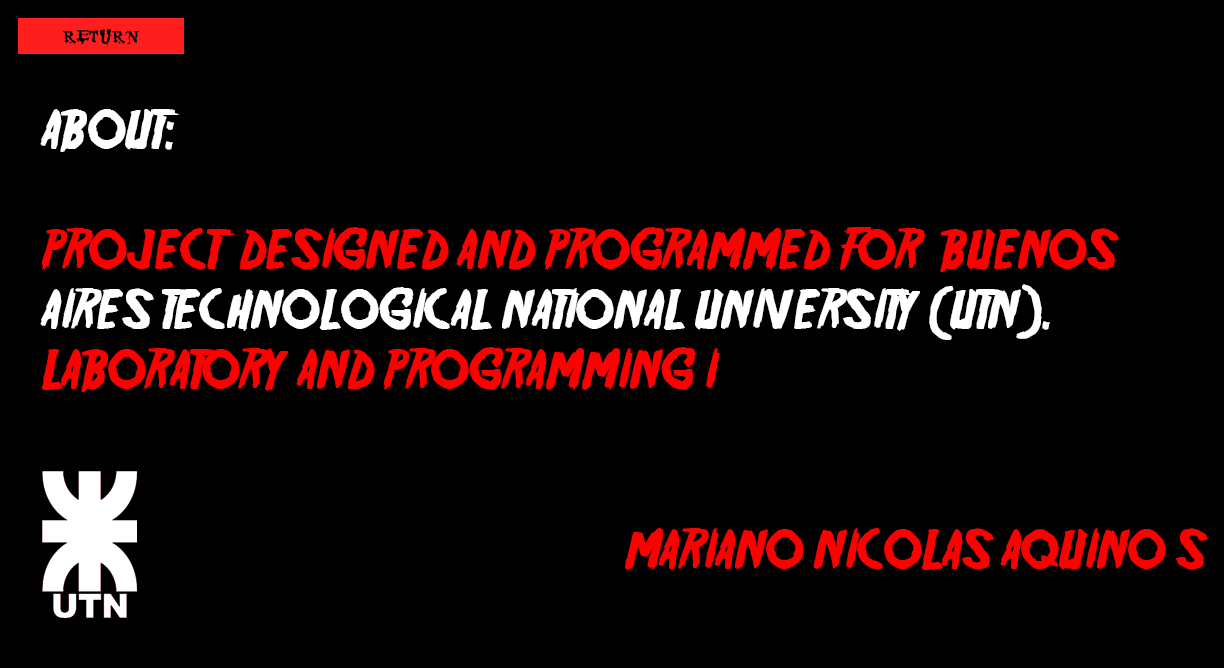 RETURN
ABOUT:
PROJECT DESIGNED AND PROGRAMMED FOR BUENOS
AIRES TECHNOLOGICAL NATIONAL UNIVERSITY (UTN).
LABORATORY AND PROGRAMMING I
UTN
MARIANO NICOLAS AQUINO S